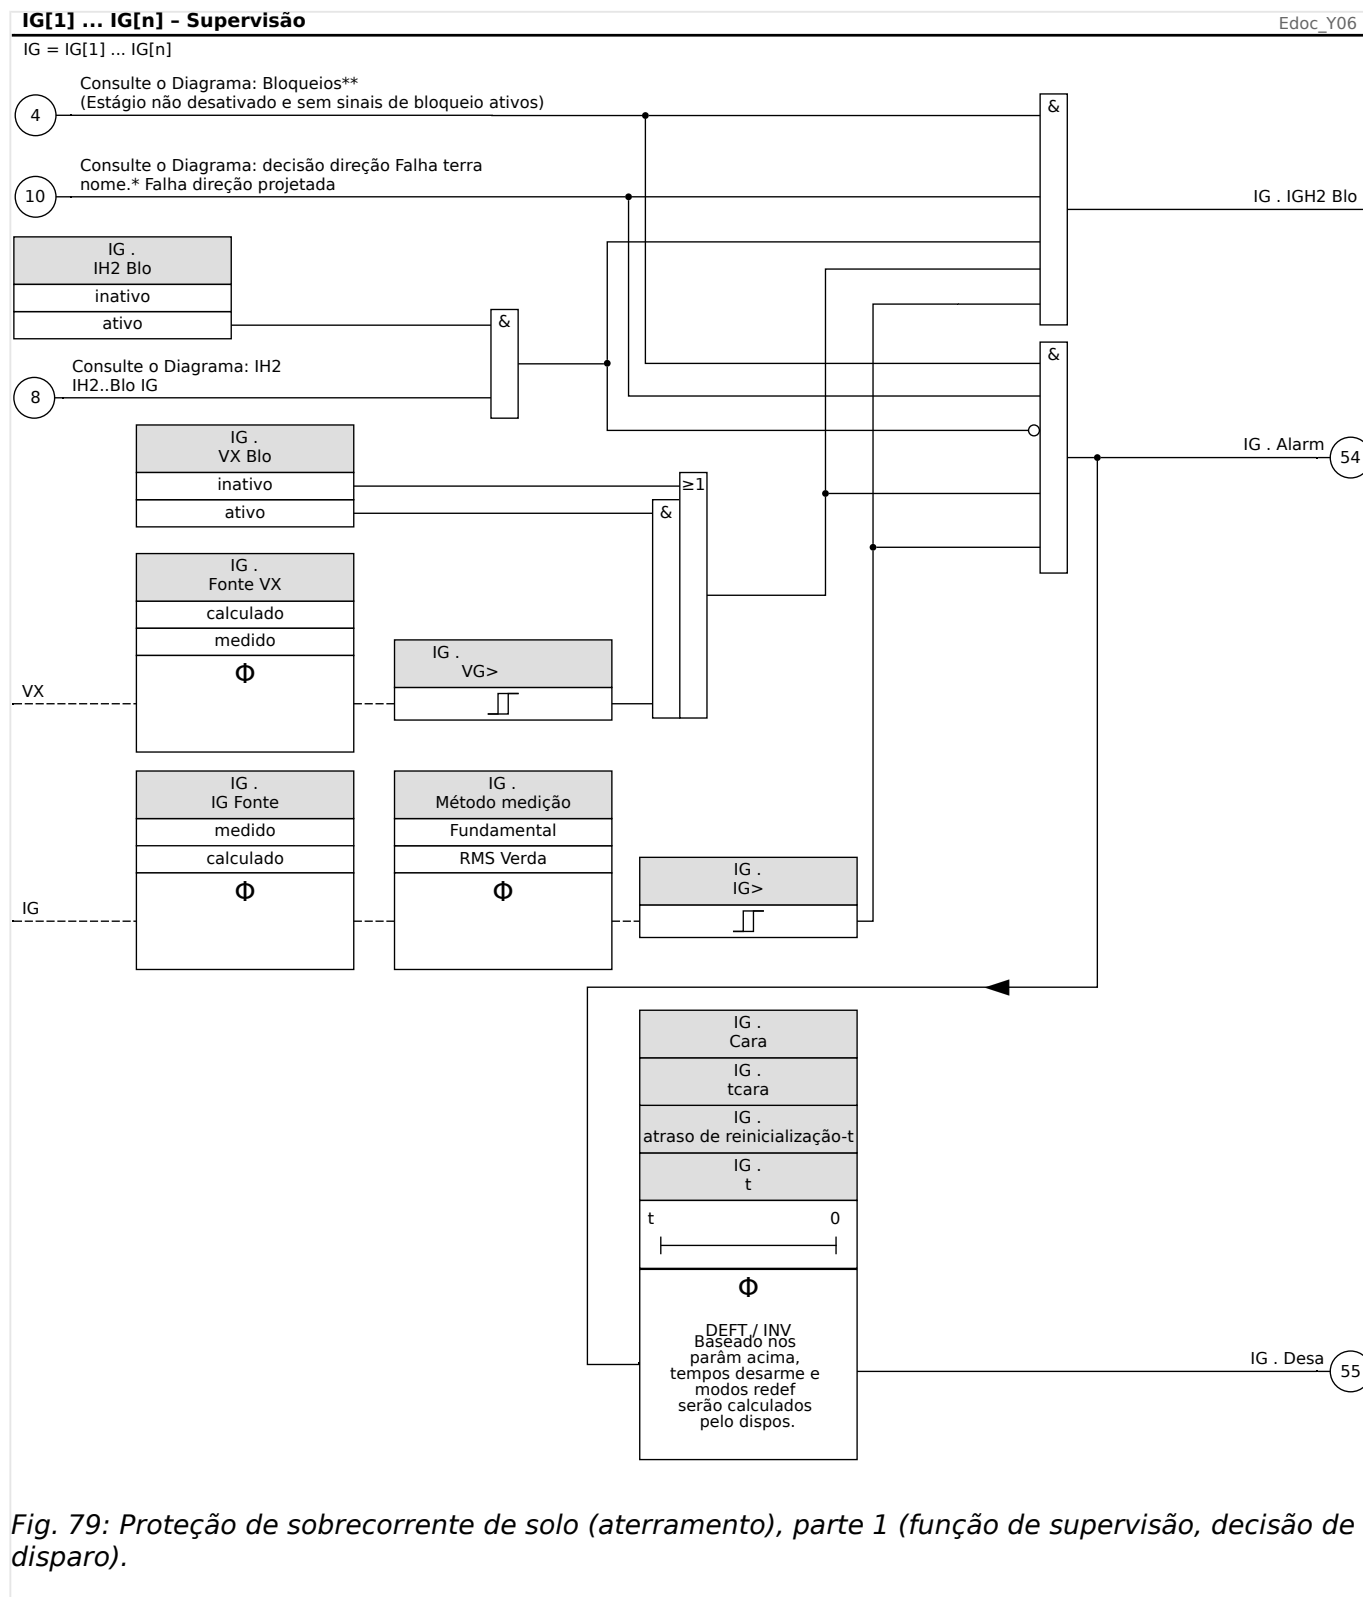 IG[1] ... IG[n] – Supervisão
Edoc_Y06
IG = IG[1] ... IG[n]
Consulte o Diagrama: Bloqueios**
(Estágio não desativado e sem sinais de bloqueio ativos)
4
&
Consulte o Diagrama: decisão direção Falha terra
nome.* Falha direção projetada
10
IG . IGH2 Blo
IG .
IH2 Blo
inativo
ativo
&
&
Consulte o Diagrama: IH2
IH2..Blo IG
8
IG .
VX Blo
inativo
ativo
≥1
&
IG . Alarm
54
IG .
Fonte VX
calculado
medido
Φ
VX
IG .
VG>
IG .
IG Fonte
medido
calculado
Φ
IG
IG .
Método medição
Fundamental
RMS Verda
Φ
IG .
IG>
IG .
Cara
IG .
tcara
IG .
atraso de reinicialização-t
IG .
t
t 0
Φ
DEFT / INV
Baseado nos
parâm acima,
tempos desarme e
modos redef
serão calculados
pelo dispos.
IG . Desa
55
Fig. 79: Proteção de sobrecorrente de solo (aterramento), parte 1 (função de supervisão, decisão de
disparo).